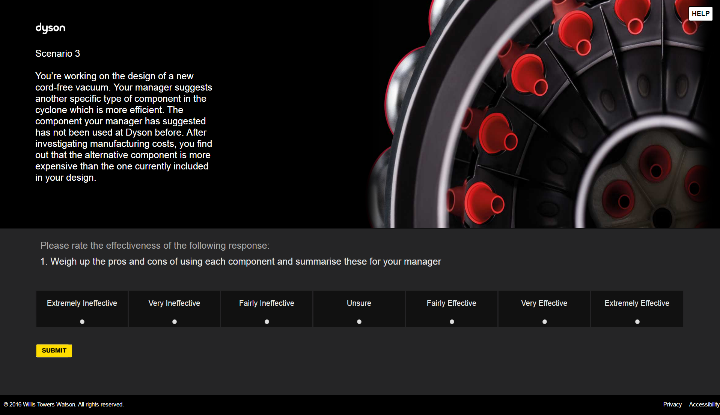 HELP
dyson
Scenario 3
You're working on the design of a new
cord-free vacuum. Your manager suggests
another specific type of component in the
cyclone which is more efficient. The
component your manager has suggested
has not been used at Dyson before. After
investigating manufacturing costs, you find
out that the alternative component is more
expensive than the one currently included
in your design.
Please rate the effectiveness of the following response:
1. Weigh up the pros and cons of using each component and summarise these for your manager
Extremely Ineffective Very Ineffective Fairly Ineffective Unsure Fairly Effective Very Effective Extremely Effective
SUBMIT
© 2016 Willis Towers Watson. All rights reserved. Privacy Accessibility